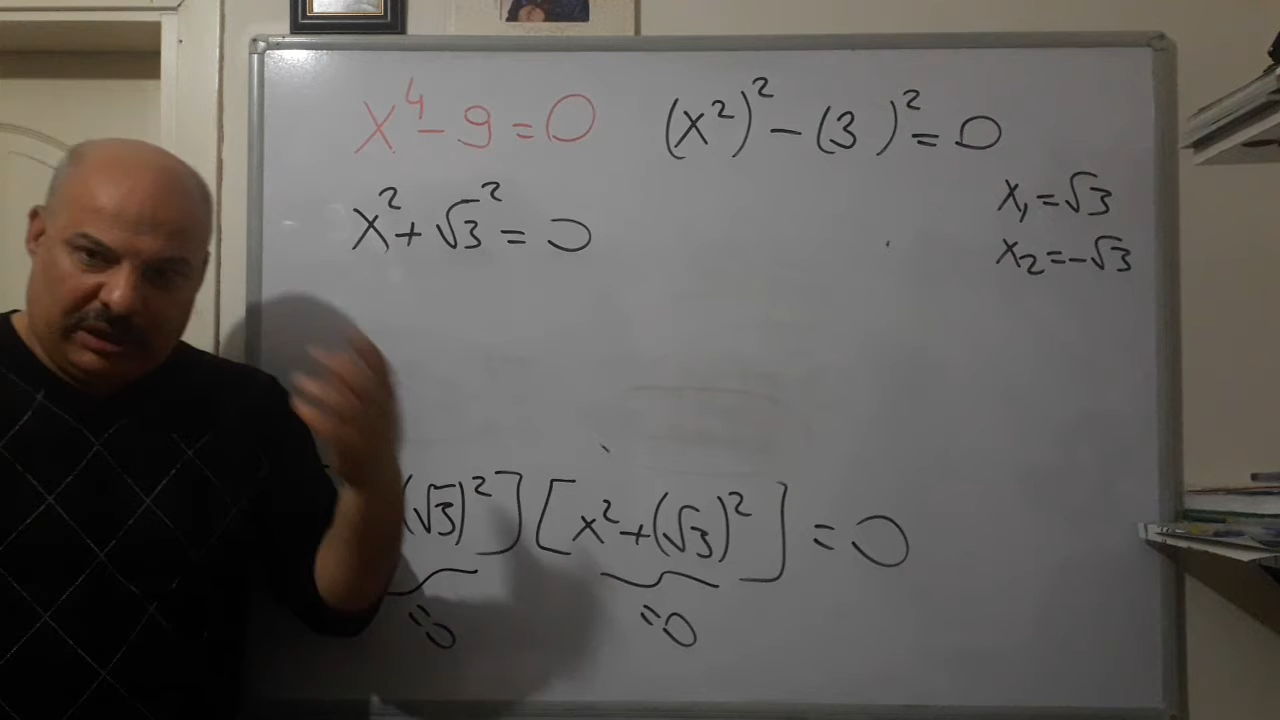 x⁴ - 9 = 0
(x²)² - (3)² = 0
x₁ = √3
x₂ = -√3
x² + √3² = 0
(√3)²] [x² + (√3)²] = 0
=0 =0